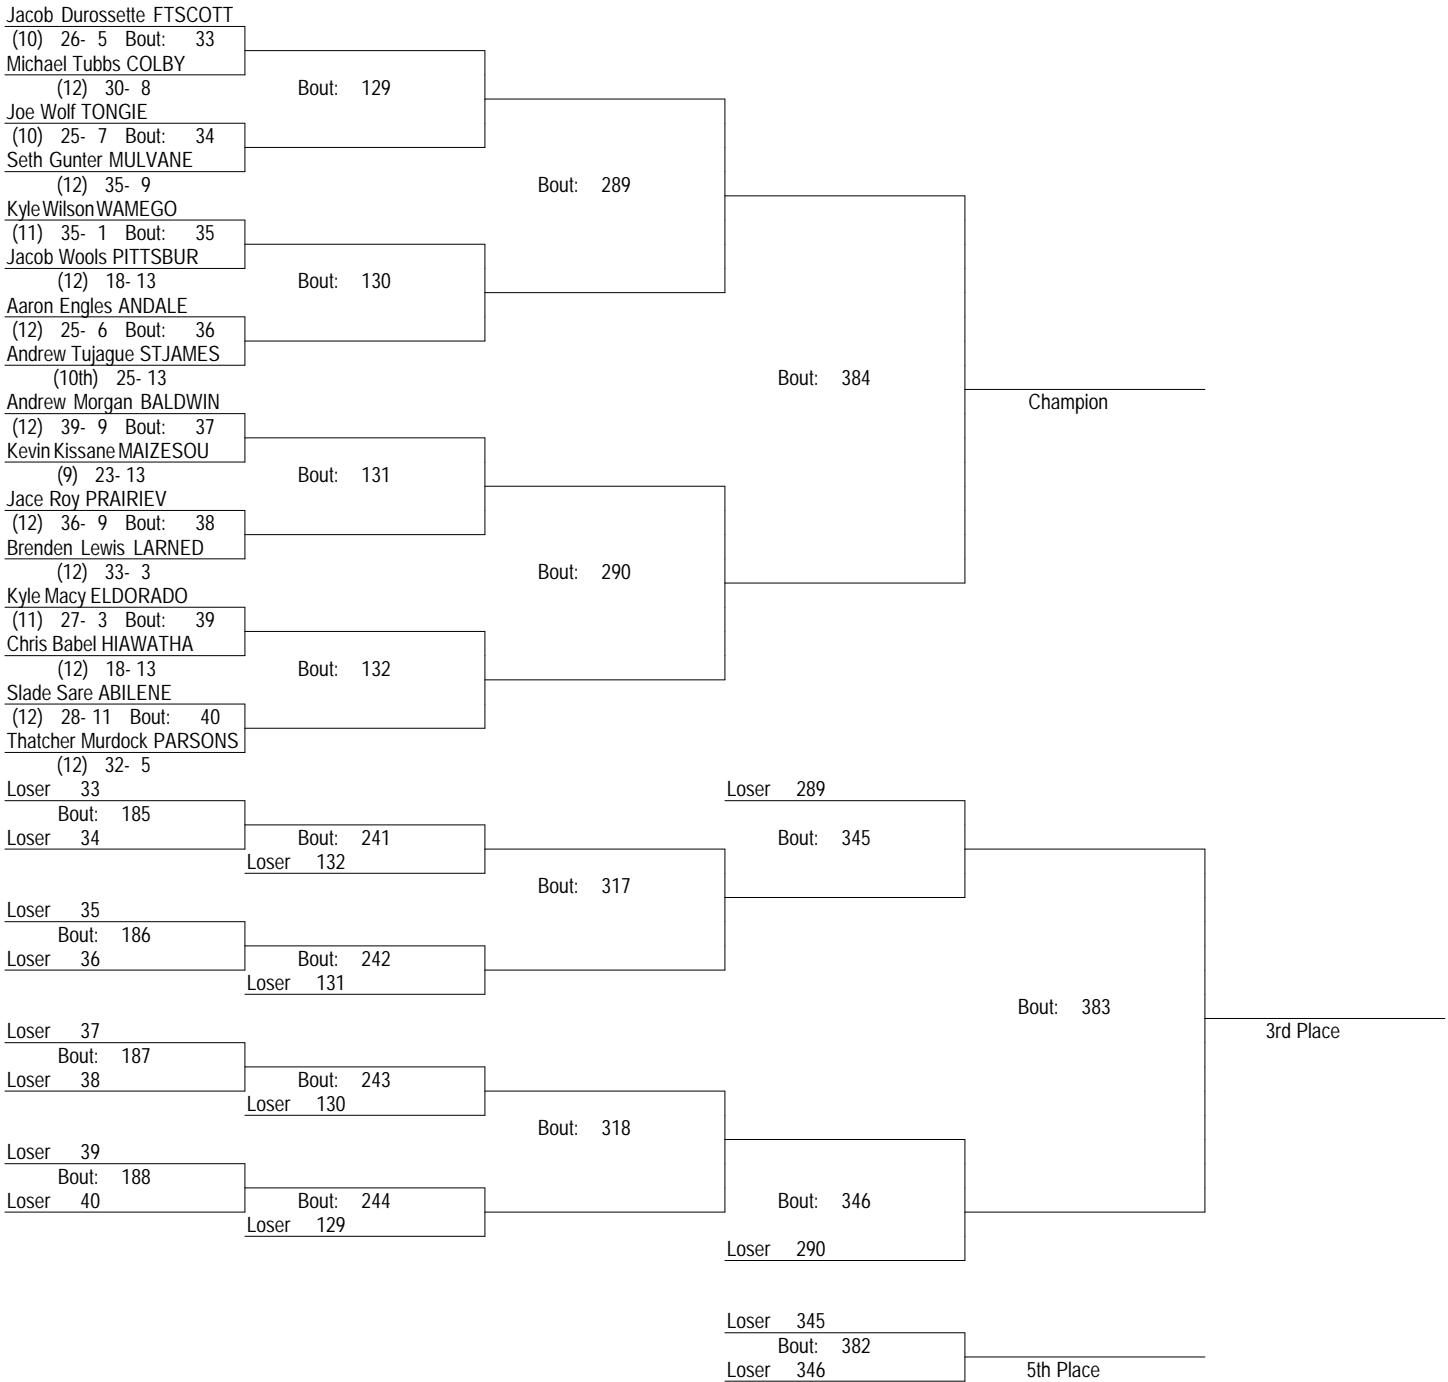 Jacob Durossette FTSCOTT
(10) 26- 5 Bout: 33
Michael Tubbs COLBY
(12) 30- 8 Bout: 129
Joe Wolf TONGIE
(10) 25- 7 Bout: 34
Seth Gunter MULVANE
(12) 35- 9 Bout: 289
Kyle Wilson WAMEGO
(11) 35- 1 Bout: 35
Jacob Wools PITTSBUR
(12) 18- 13 Bout: 130
Aaron Engles ANDALE
(12) 25- 6 Bout: 36
Andrew Tujague STJAMES
(10th) 25- 13 Bout: 384
Andrew Morgan BALDWIN Champion
(12) 39- 9 Bout: 37
Kevin Kissane MAIZESOU
(9) 23- 13 Bout: 131
Jace Roy PRAIRIEV
(12) 36- 9 Bout: 38
Brenden Lewis LARNED
(12) 33- 3 Bout: 290
Kyle Macy ELDORADO
(11) 27- 3 Bout: 39
Chris Babel HIAWATHA
(12) 18- 13 Bout: 132
Slade Sare ABILENE
(12) 28- 11 Bout: 40
Thatcher Murdock PARSONS
(12) 32- 5
Loser 33 Loser 289
Bout: 185
Loser 34 Bout: 241 Bout: 345
Loser 132
Bout: 317
Loser 35
Bout: 186
Loser 36 Bout: 242
Loser 131
Bout: 383
Loser 37 3rd Place
Bout: 187
Loser 38 Bout: 243
Loser 130
Bout: 318
Loser 39
Bout: 188
Loser 40 Bout: 244 Bout: 346
Loser 129
Loser 290
Loser 345
Bout: 382
Loser 346 5th Place